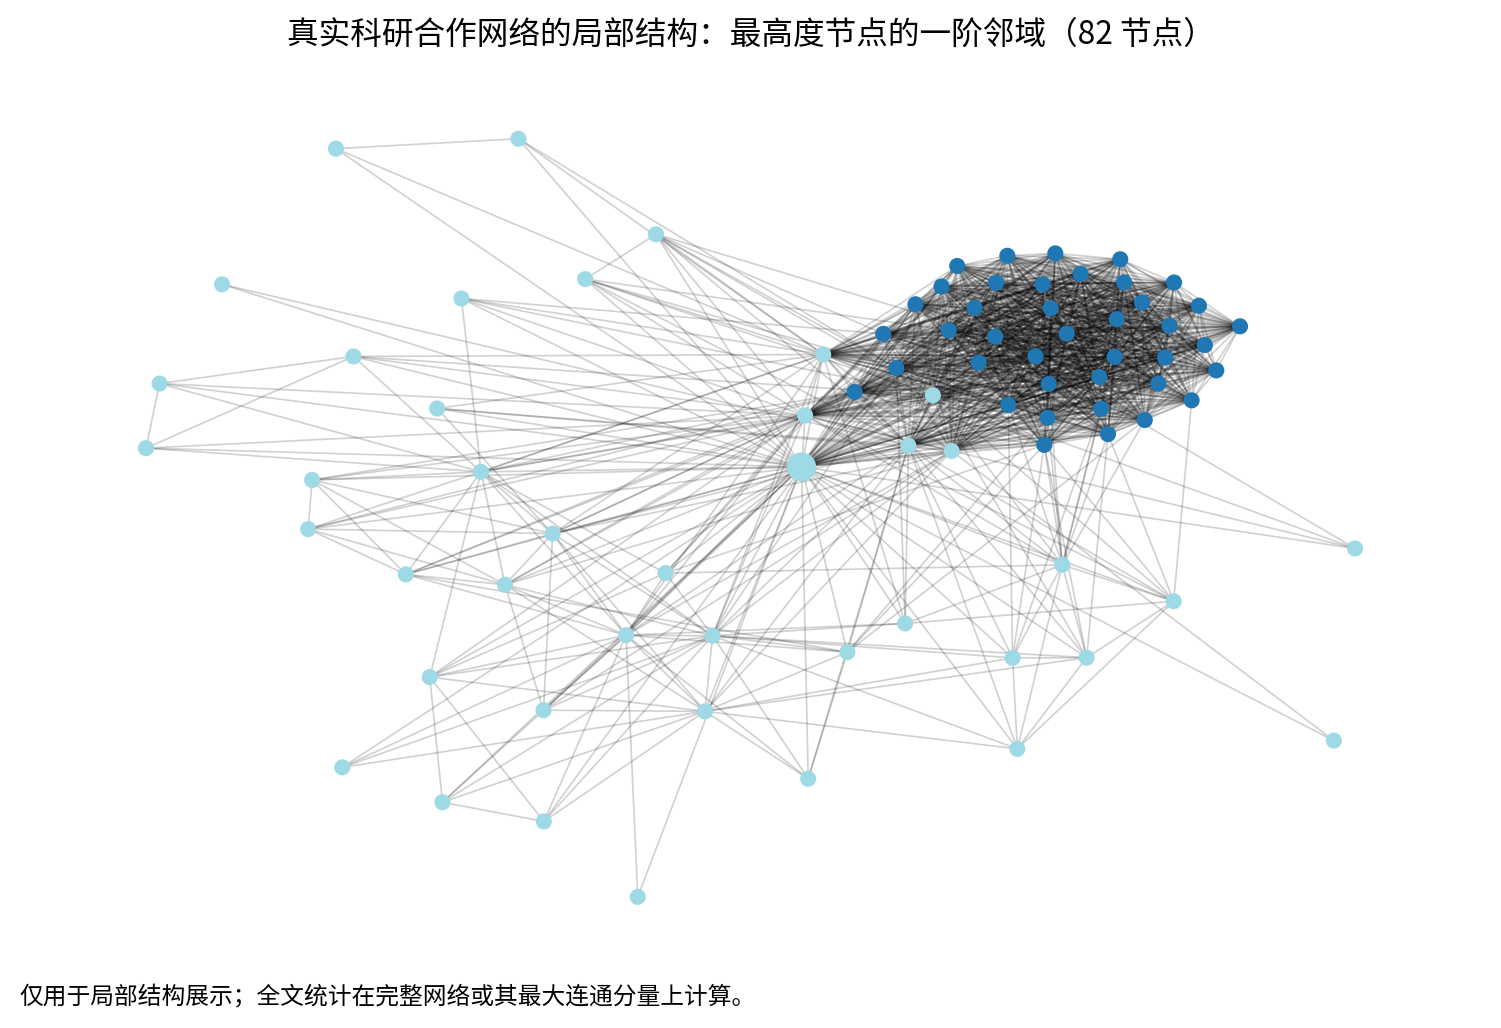 真实科研合作网络的局部结构：最高度节点的一阶邻域（82 节点）
仅用于局部结构展示；全文统计在完整网络或其最大连通分量上计算。